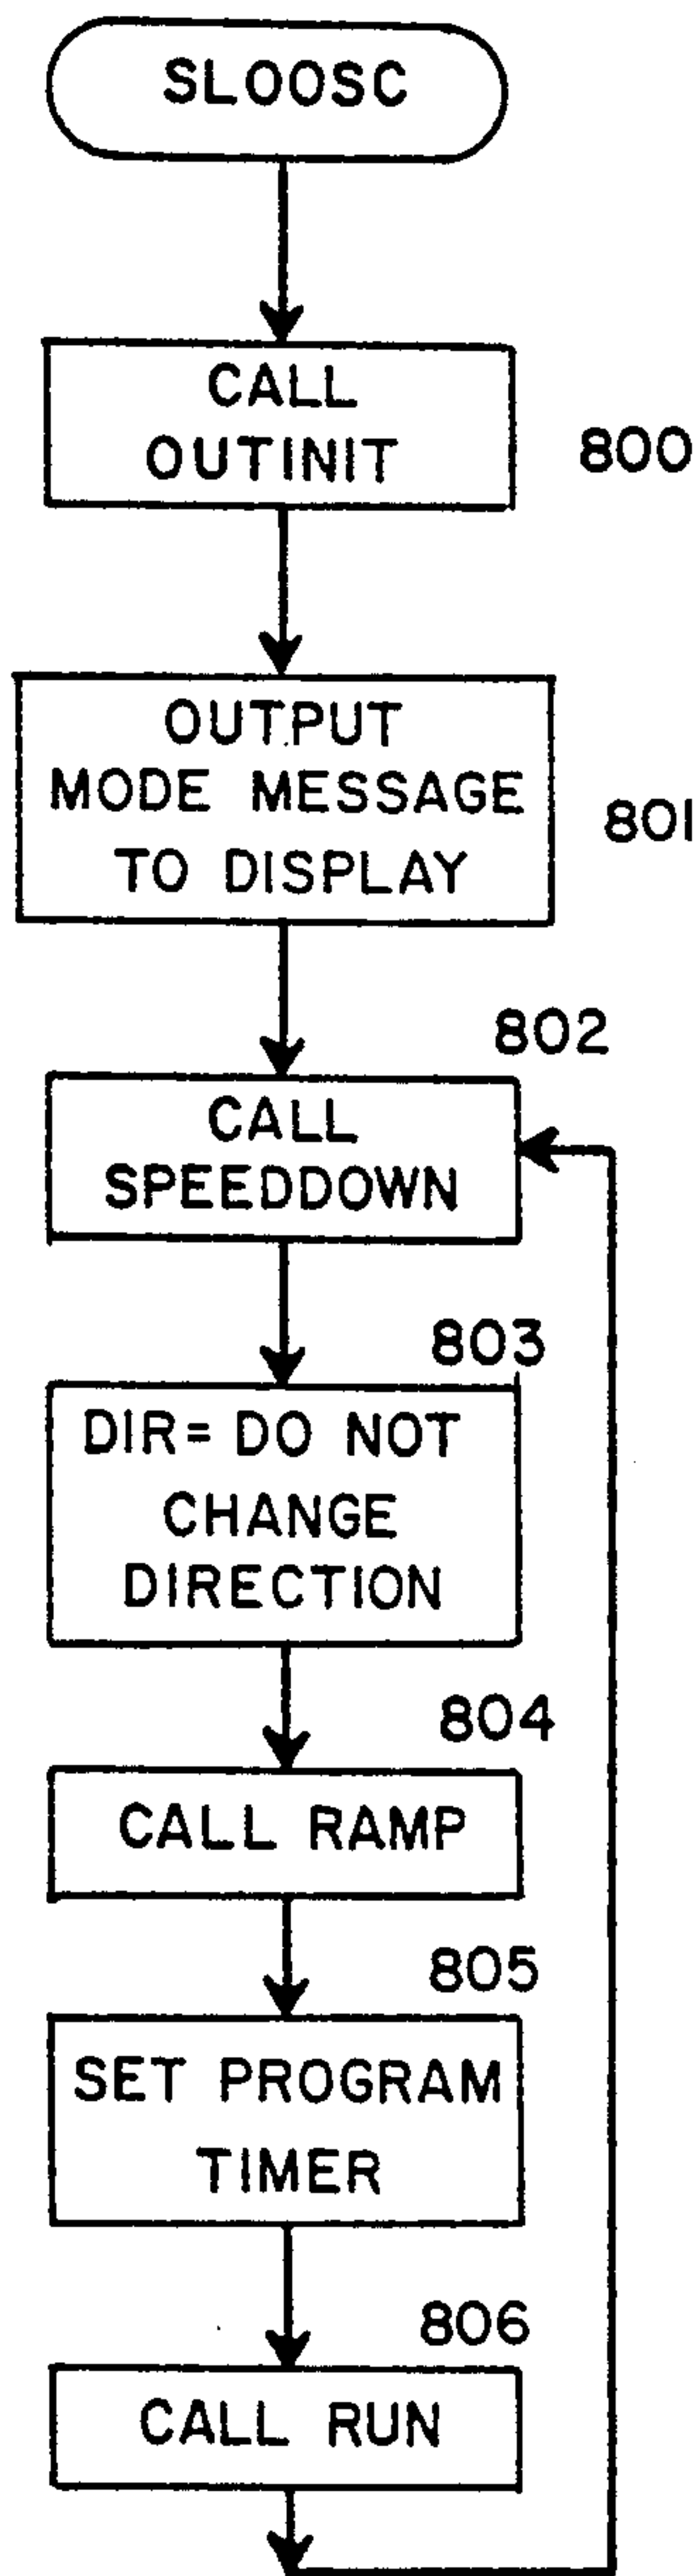 SLOOSC
CALL
OUTINIT
800
OUTPUT
MODE MESSAGE
TO DISPLAY
801
802
CALL
SPEEDDOWN
803
DIR= DO NOT
CHANGE
DIRECTION
804
CALL RAMP
805
SET PROGRAM
TIMER
806
CALL RUN